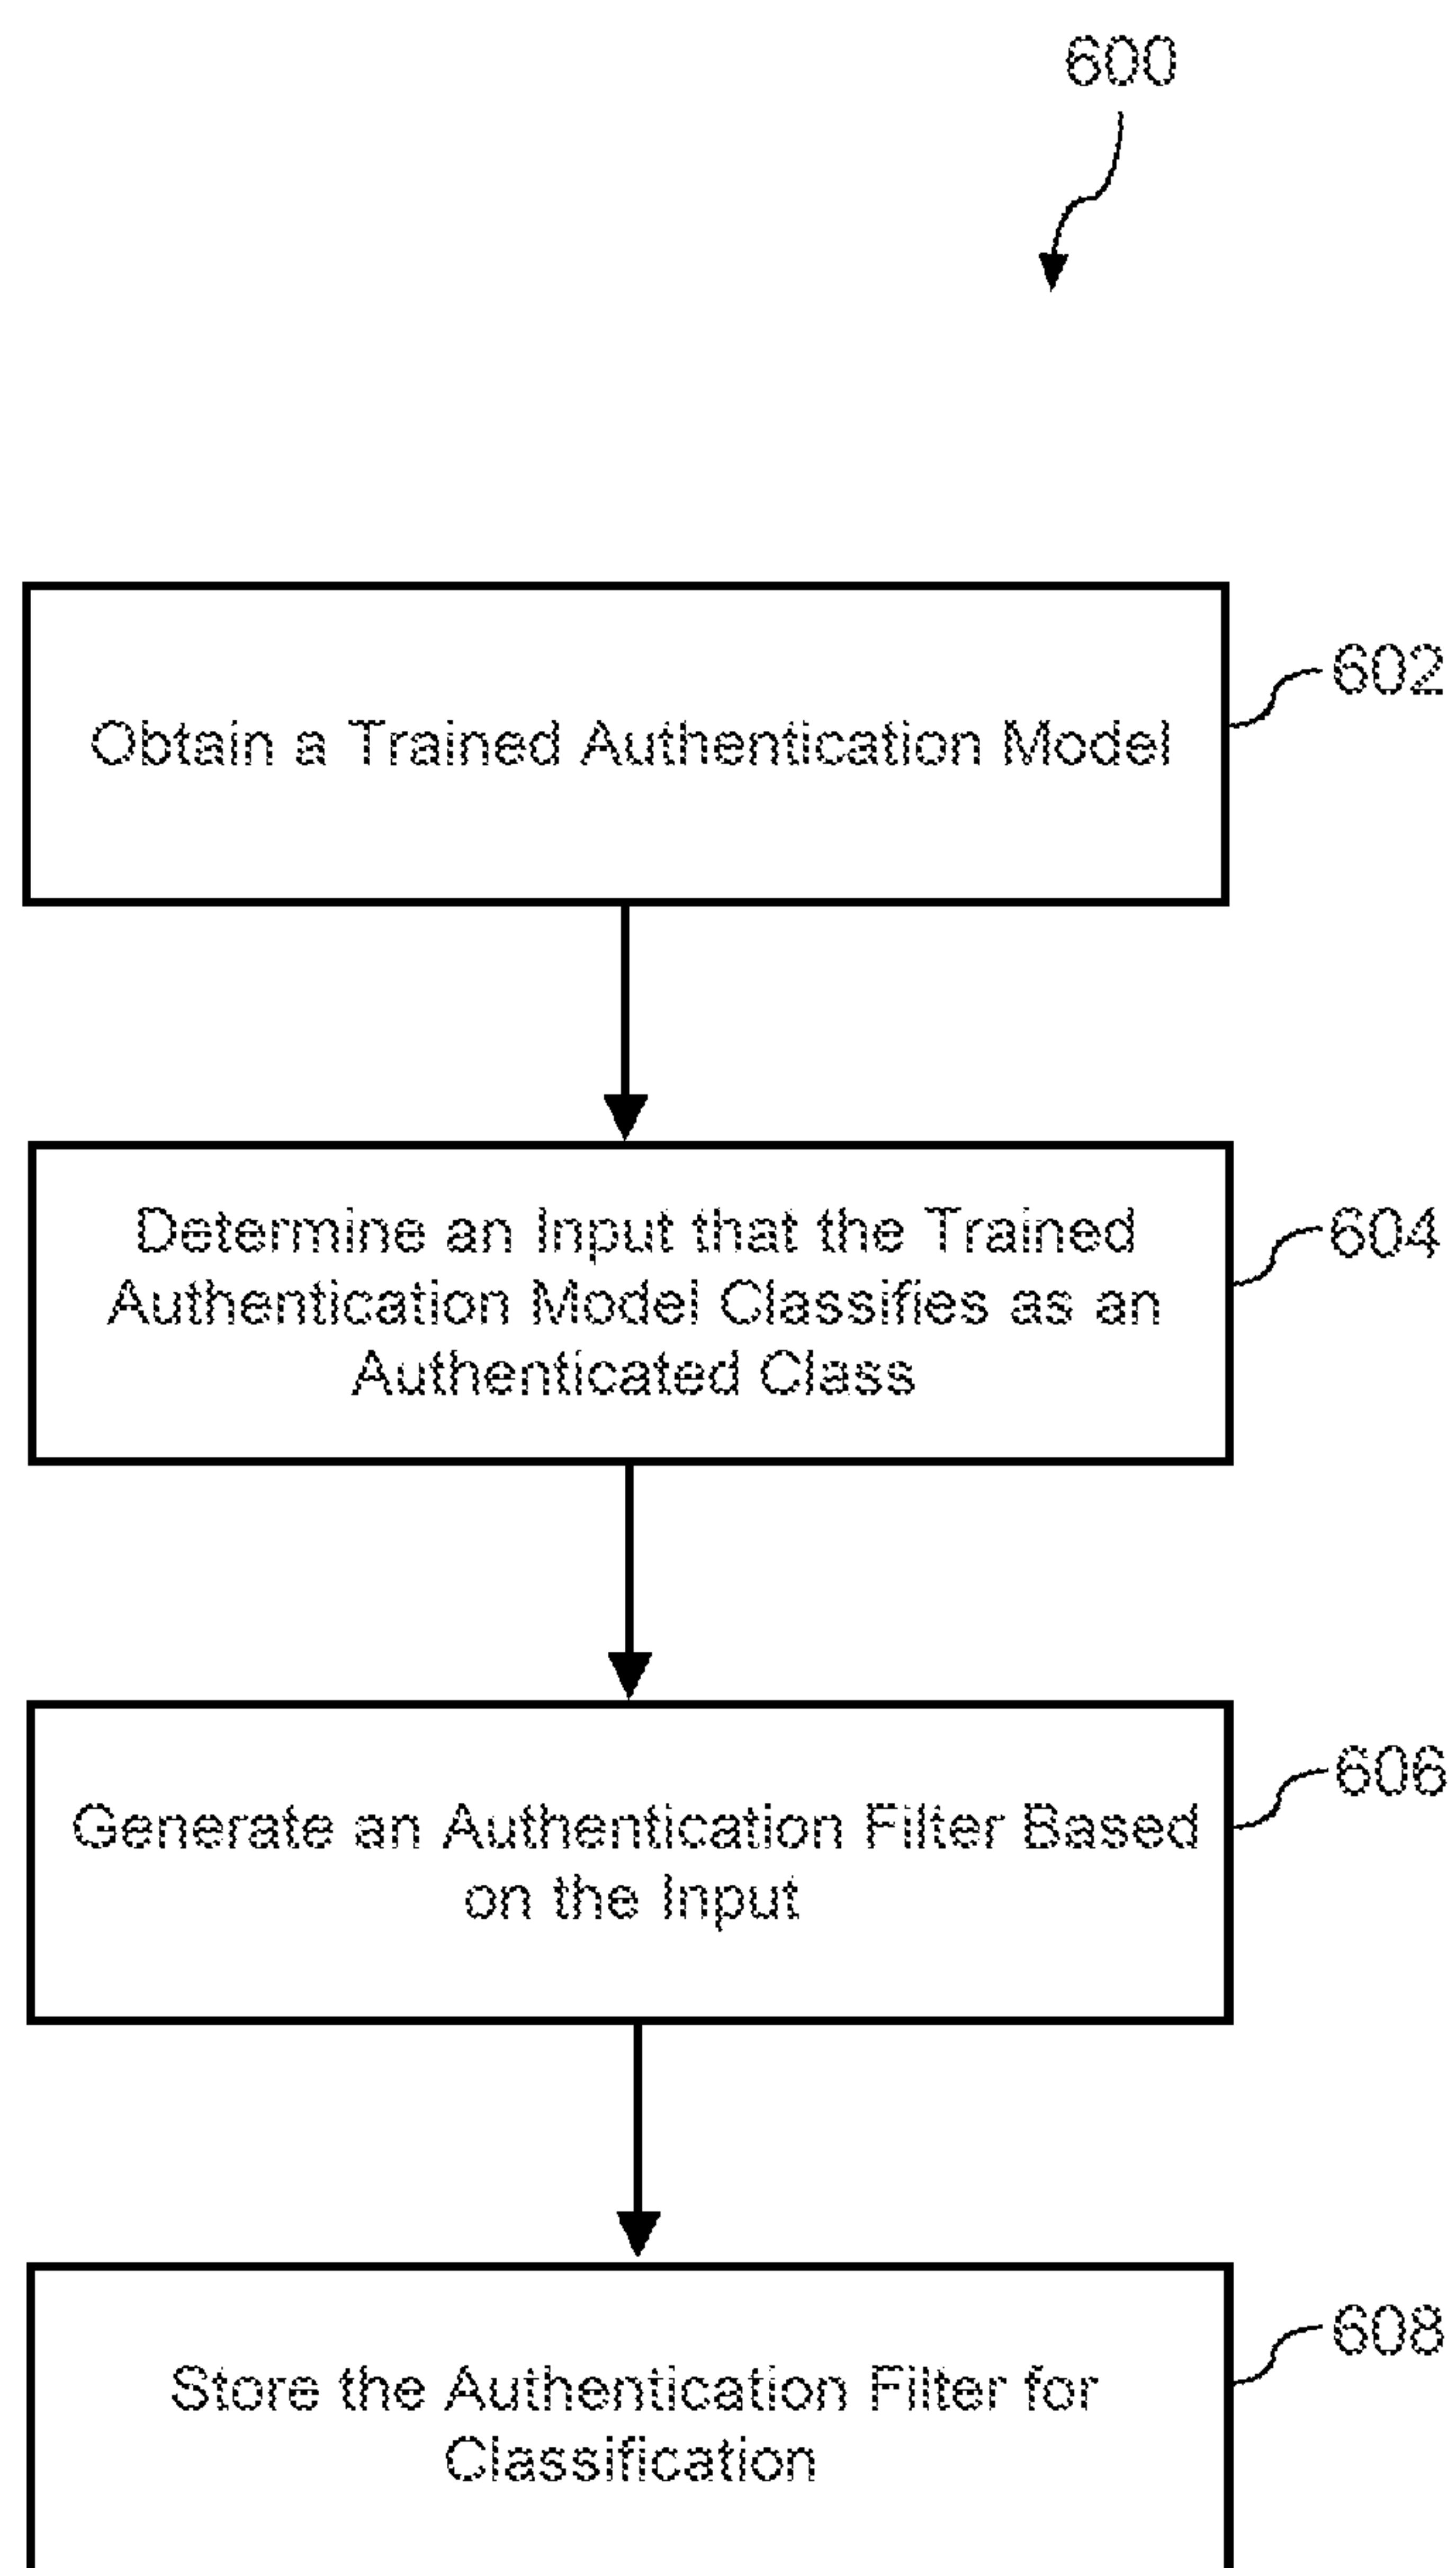 600
Obtain a Trained Authentication Model
602
Determine an Input that the Trained
Authentication Model Classifies as an
Authenticated Class
604
Generate an Authentication Filter Based
on the Input
606
Store the Authentication Filter for
Classification
608